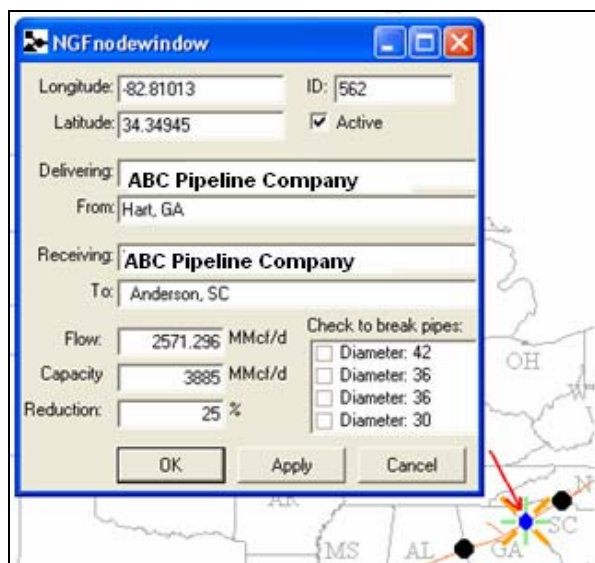 NGFnodewindow
Longitude: -82.81013 ID: 562
Latitude: 34.34945 Active
Delivering: ABC Pipeline Company
From: Hart, GA
Receiving: ABC Pipeline Company
To: Anderson, SC
Flow: 2571.296 MMcf/d
Capacity 3885 MMcf/d
Reduction: 25 %
Check to break pipes:
Diameter: 42
Diameter: 36
Diameter: 36
Diameter: 30
OK Apply Cancel
OH
W
N
SC
AR
MS AL GA